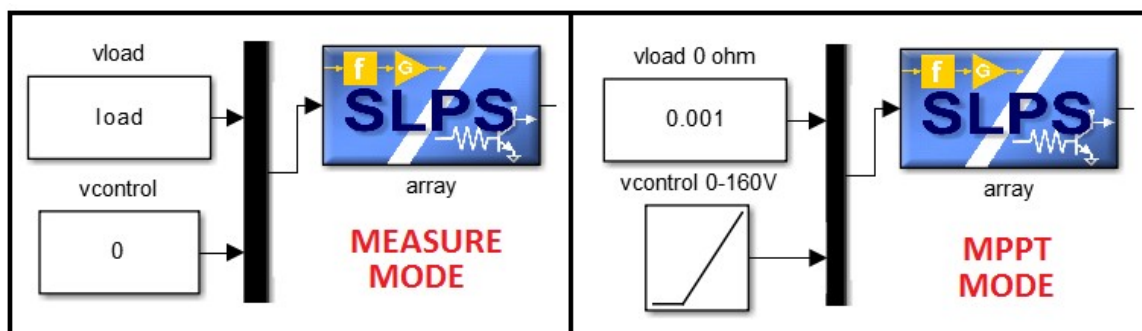 vload
load
vcontrol
0
f
G
SLPS
array
MEASURE
MODE
vload 0 ohm
0.001
vcontrol 0-160V
f
G
SLPS
array
MPPT
MODE